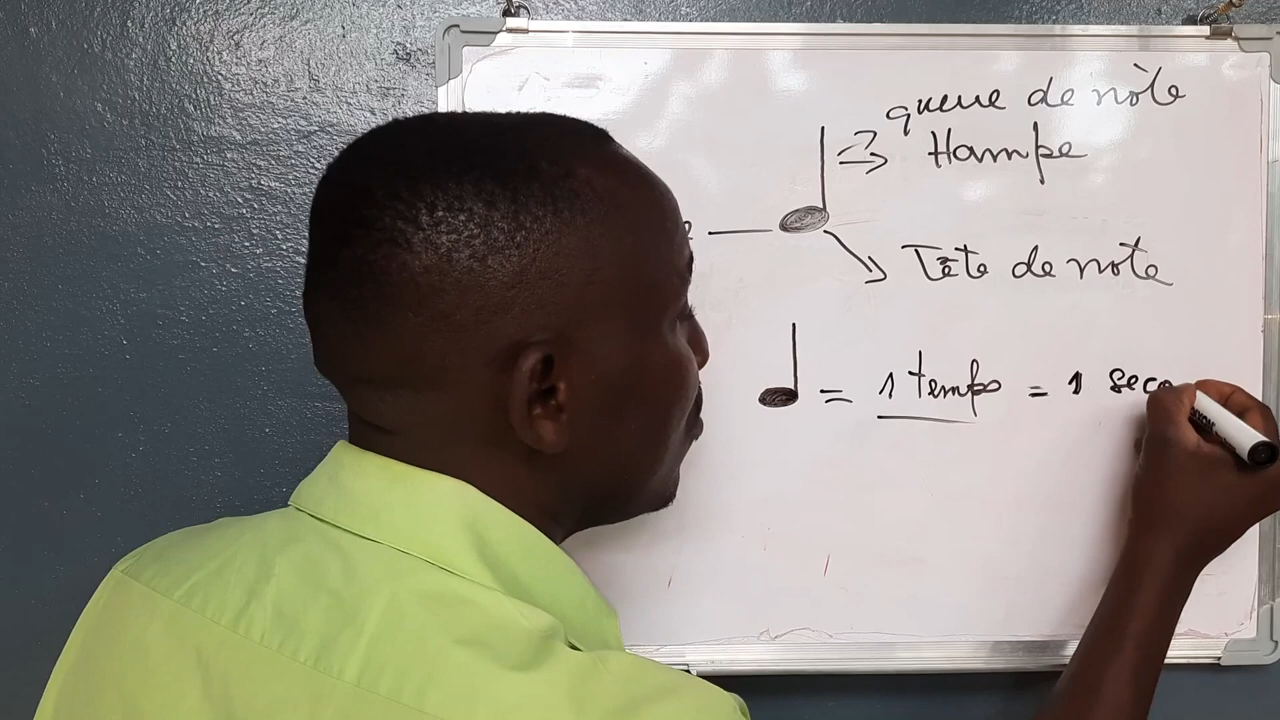 queue de note
Hampe
Tête de note
= 1 temps = 1 seco